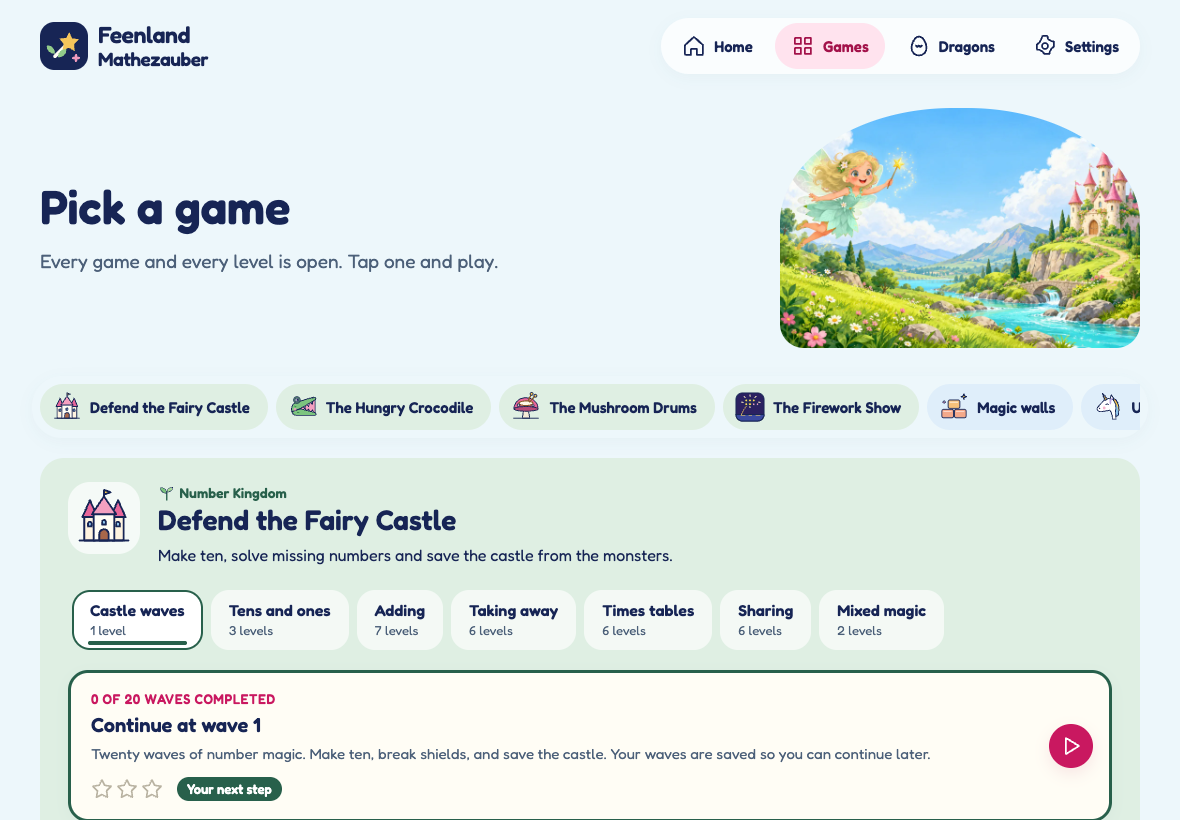 Feenland
Mathezauber
Home
Games
Dragons
Settings
Pick a game
Every game and every level is open. Tap one and play.
Defend the Fairy Castle
The Hungry Crocodile
The Mushroom Drums
The Firework Show
Magic walls
Number Kingdom
Defend the Fairy Castle
Make ten, solve missing numbers and save the castle from the monsters.
Castle waves
1 level
Tens and ones
3 levels
Adding
7 levels
Taking away
6 levels
Times tables
6 levels
Sharing
6 levels
Mixed magic
2 levels
0 OF 20 WAVES COMPLETED
Continue at wave 1
Twenty waves of number magic. Make ten, break shields, and save the castle. Your waves are saved so you can continue later.
Your next step